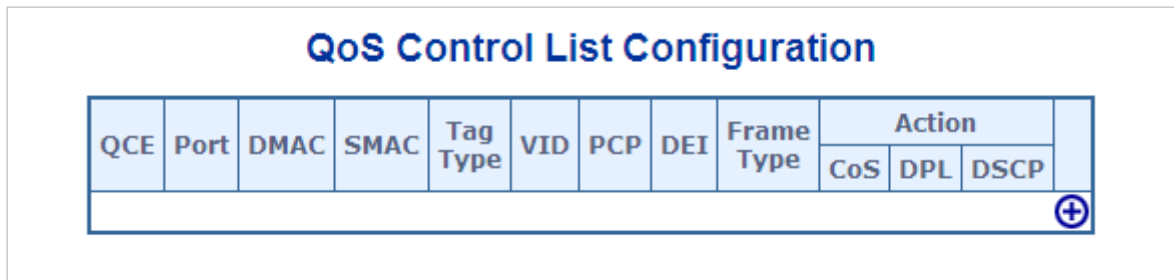 QoS Control List Configuration
QCE Port DMAC SMAC Tag Type VID PCP DEI Frame Type Action
CoS DPL DSCP